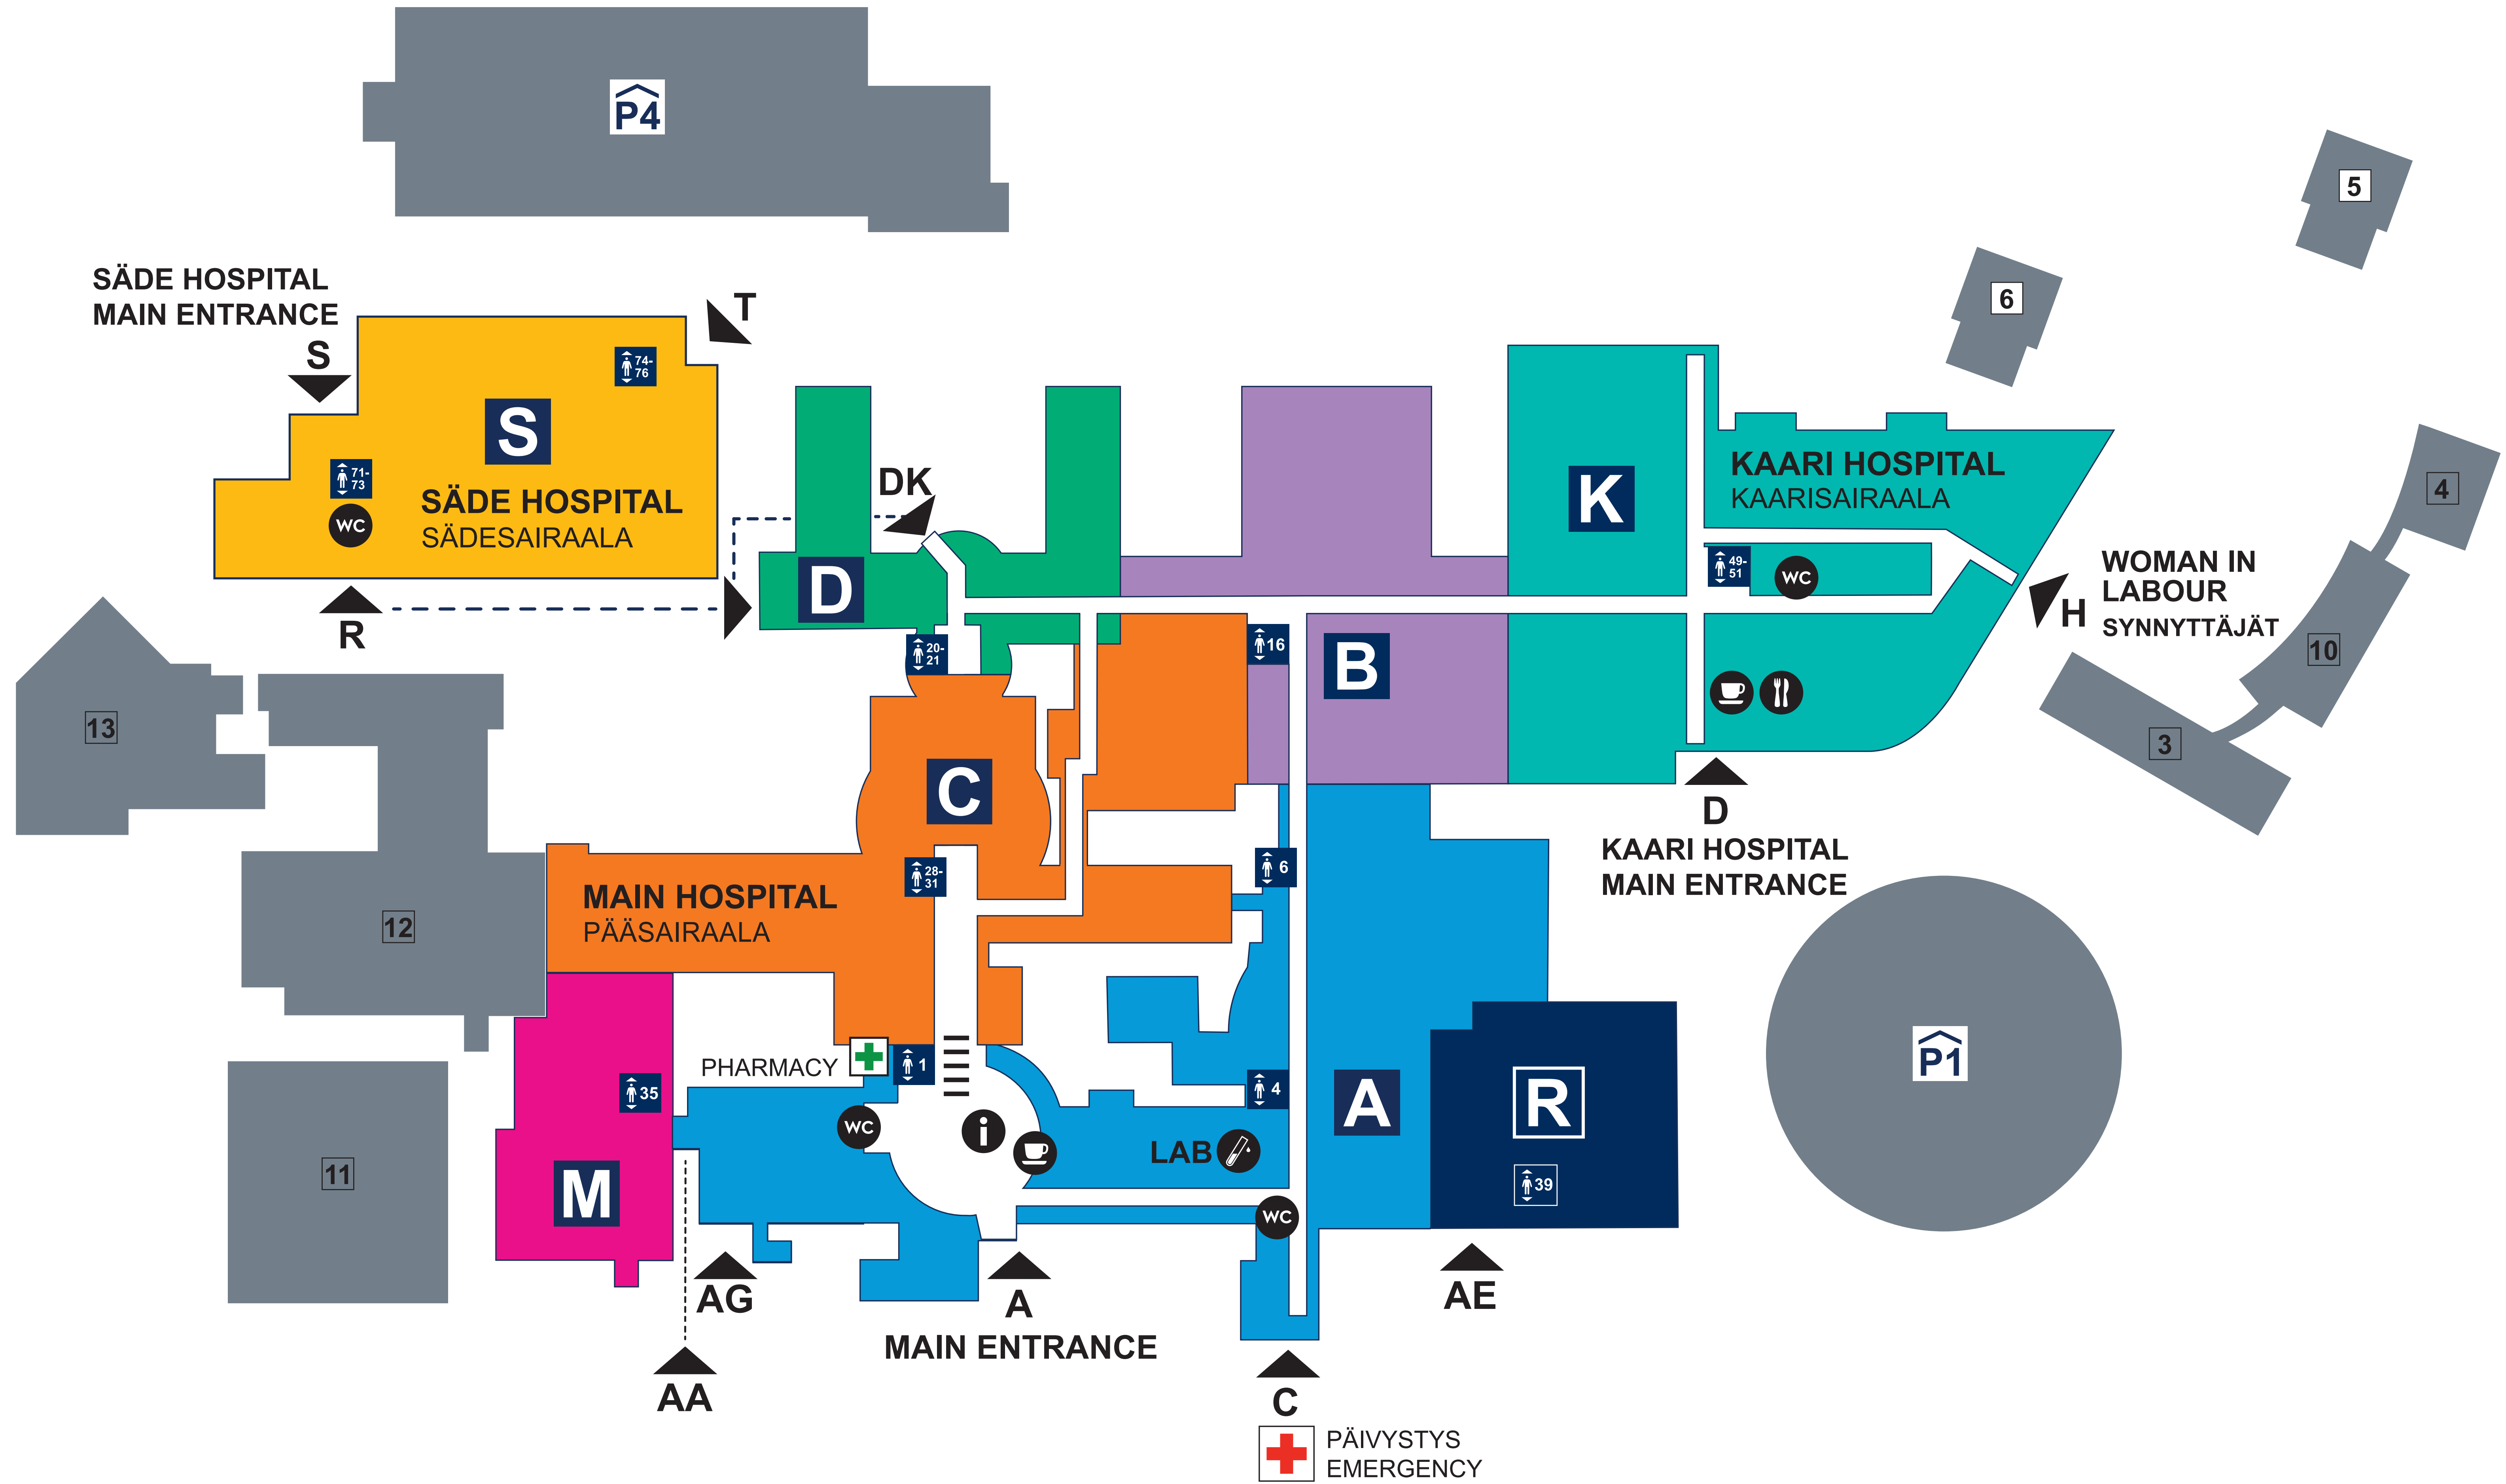 P4
5
6
SÄDE HOSPITAL
MAIN ENTRANCE
S
T
74-
76
S
71-
73
WC
SÄDE HOSPITAL
SÄDESAIRAALA
R
DK
D
20-
21
K
KAARI HOSPITAL
KAARISAIRAALA
49-
51
WC
4
WOMAN IN
LABOUR
SYNNYTTÄJÄT
H
10
3
16
B
13
C
D
KAARI HOSPITAL
MAIN ENTRANCE
28-
31
6
MAIN HOSPITAL
PÄÄSAIRAALA
12
P1
PHARMACY
1
35
4
A
R
WC
i
LAB
39
11
M
WC
AG
A
MAIN ENTRANCE
AE
AA
C
PÄIVYSTYS
EMERGENCY